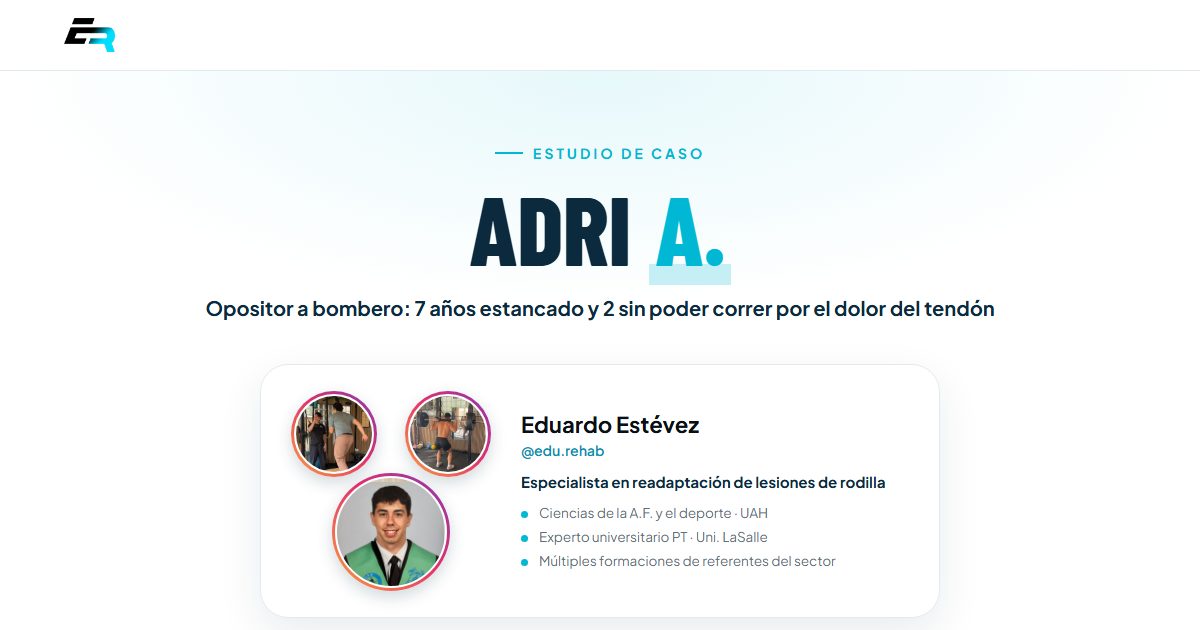 ER
ESTUDIO DE CASO
ADRI A.
Opositor a bombero: 7 años estancado y 2 sin poder correr por el dolor del tendón
Eduardo Estévez
@edu.rehab
Especialista en readaptación de lesiones de rodilla
Ciencias de la A.F. y el deporte · UAH
Experto universitario PT · Uni. LaSalle
Múltiples formaciones de referentes del sector